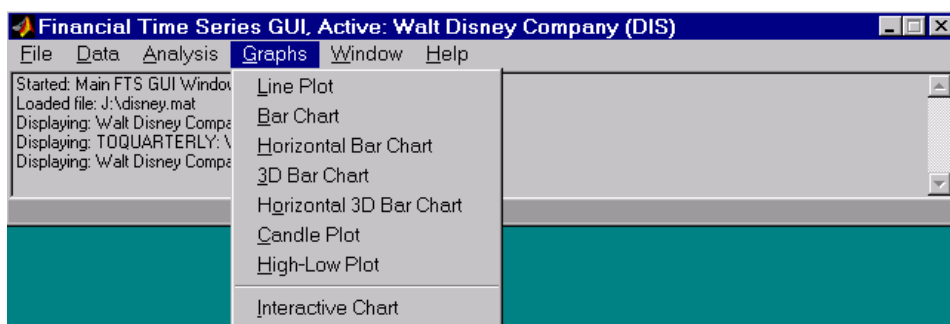 Financial Time Series GUI, Active: Walt Disney Company (DIS)
File Data Analysis Graphs Window Help
Started: Main FTS GUI Window
Loaded file: J:\disney.mat
Displaying: Walt Disney Compa
Displaying: TOQUARTERLY:
Displaying: Walt Disney Compa
Line Plot
Bar Chart
Horizontal Bar Chart
3D Bar Chart
Horizontal 3D Bar Chart
Candle Plot
High-Low Plot
Interactive Chart